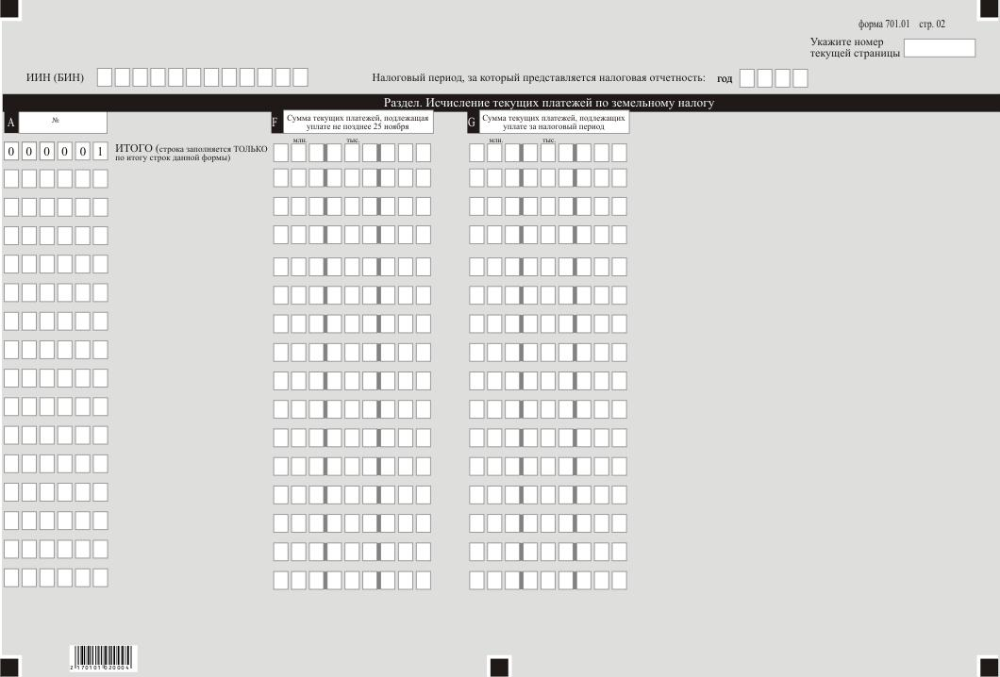 форма 701.01 стр. 02
Укажите номер
текущей страницы
ИИН (БИН)
Налоговый период, за который представляется налоговая отчетность: год
Раздел. Исчисление текущих платежей по земельному налогу
A №
F Сумма текущих платежей, подлежащая
уплате не позднее 25 ноября
G Сумма текущих платежей, подлежащих
уплате за налоговый период
млн. тыс.
млн. тыс.
0 0 0 0 0 1
ИТОГО (строка заполняется ТОЛЬКО
по итогу строк данной формы)
2 170101 020004